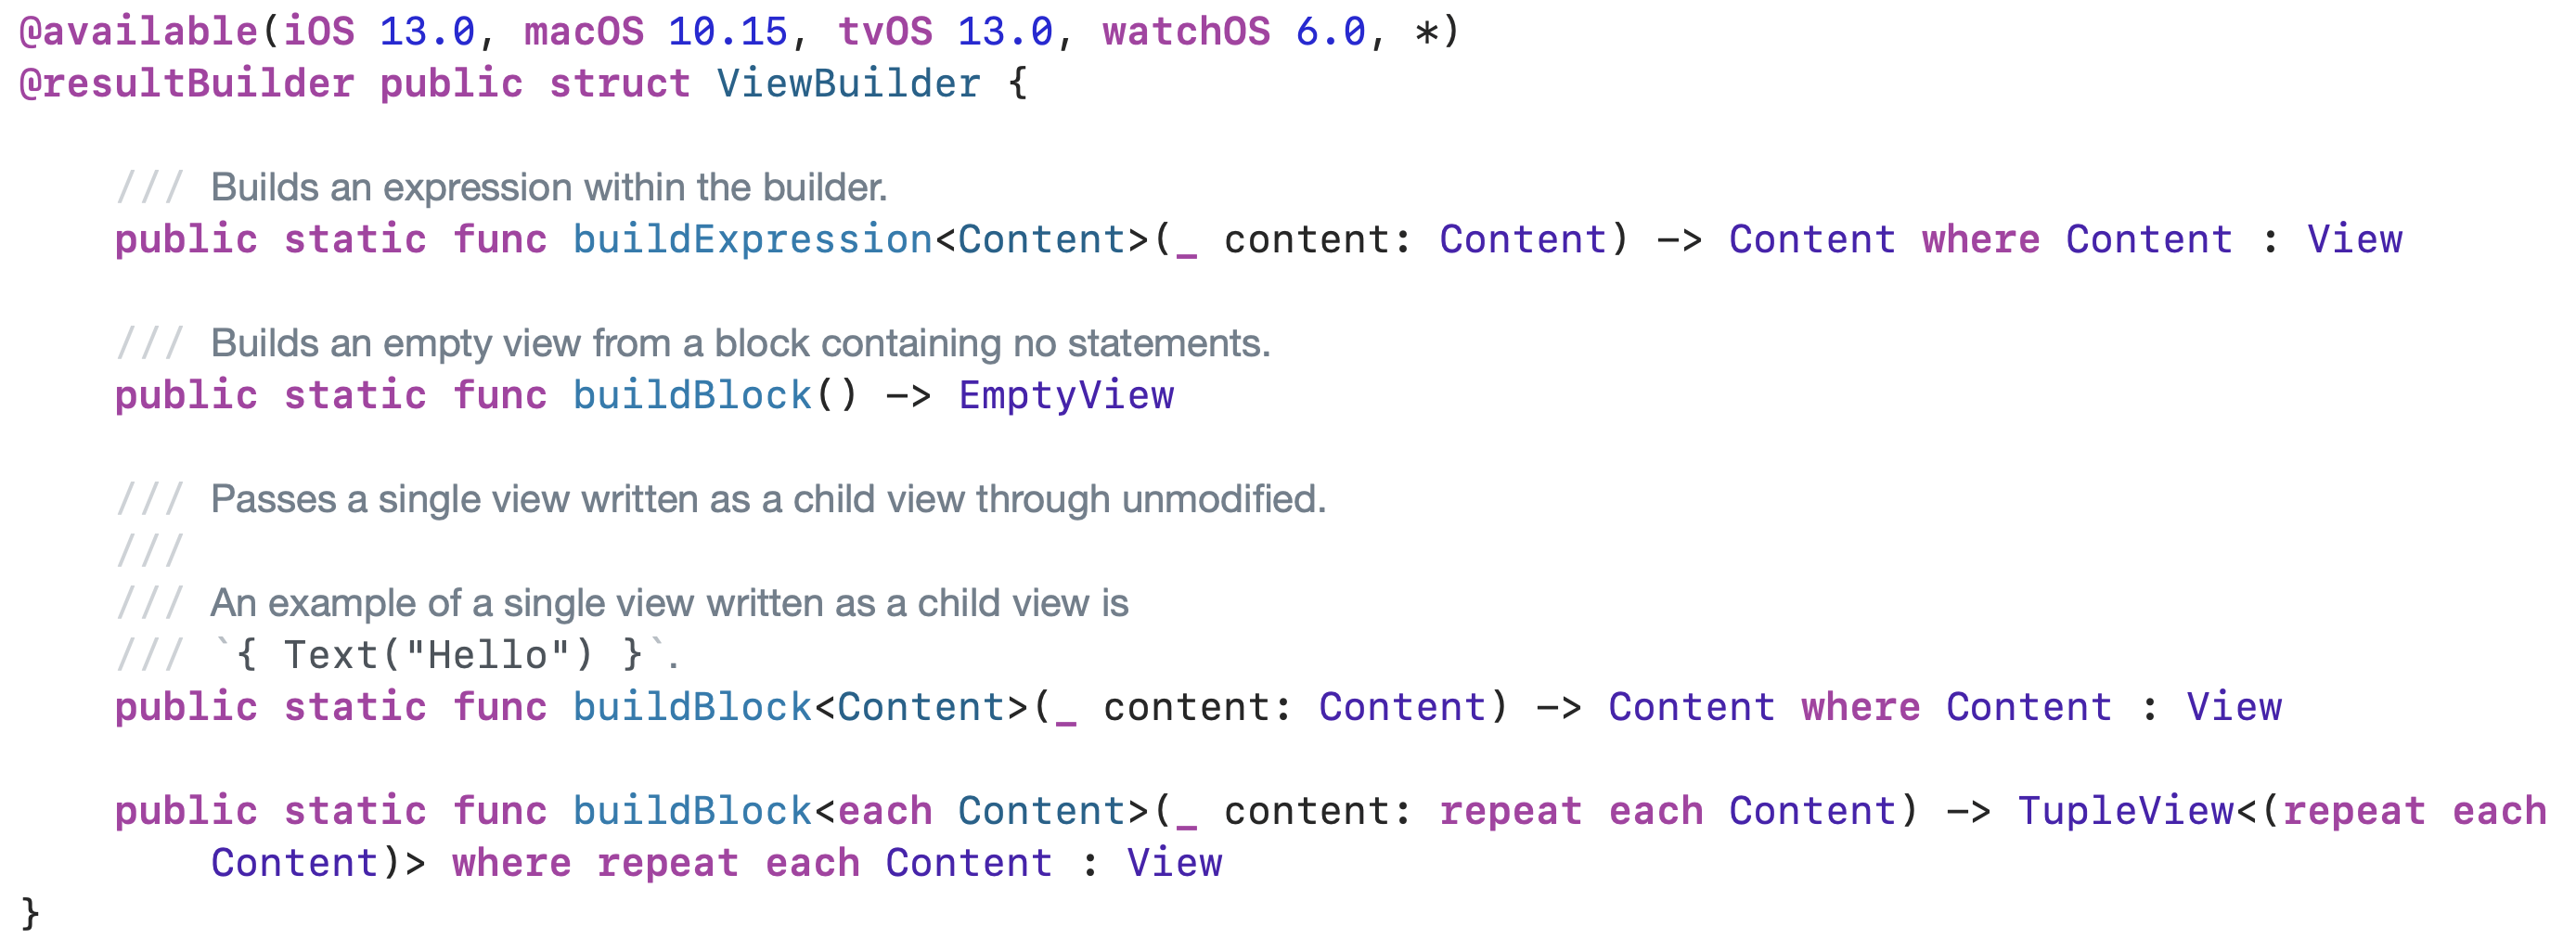 @available(iOS 13.0, macOS 10.15, tvOS 13.0, watchOS 6.0, *)
@resultBuilder public struct ViewBuilder {
/// Builds an expression within the builder.
public static func buildExpression<Content>(_ content: Content) -> Content where Content : View
/// Builds an empty view from a block containing no statements.
public static func buildBlock() -> EmptyView
/// Passes a single view written as a child view through unmodified.
///
/// An example of a single view written as a child view is
/// `{ Text("Hello") }`.
public static func buildBlock<Content>(_ content: Content) -> Content where Content : View
public static func buildBlock<each Content>(_ content: repeat each Content) -> TupleView<(repeat each
Content)> where repeat each Content : View
}